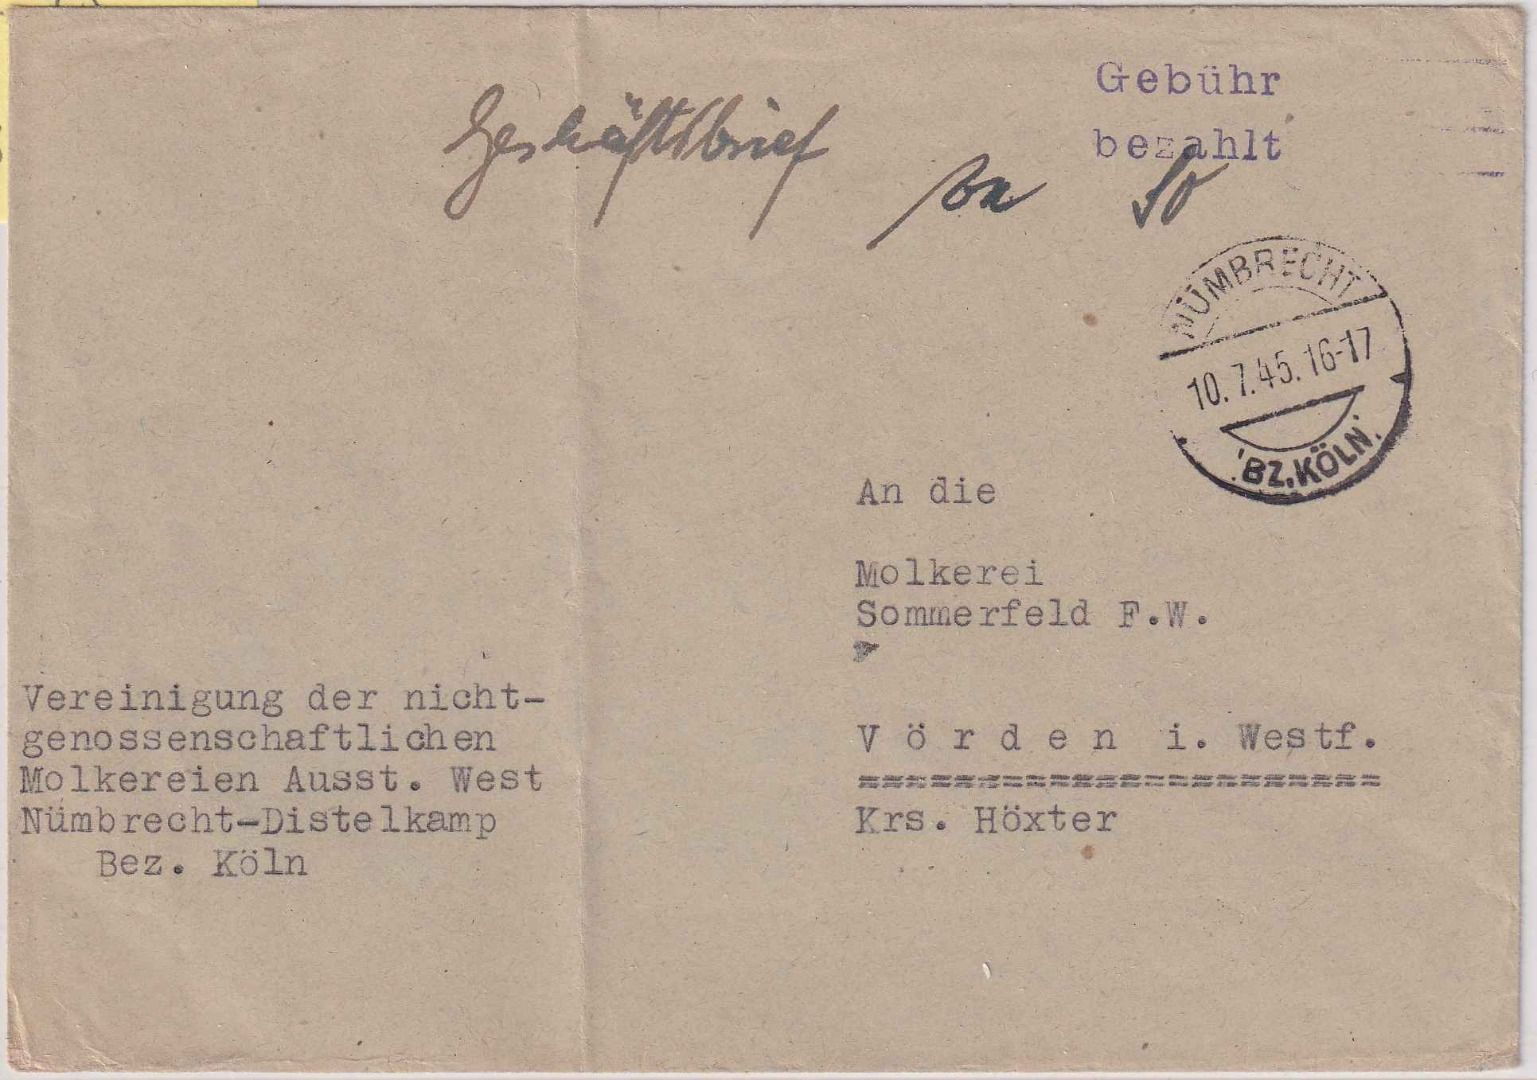 Gebühr
bezahlt
Geschäftsbrief
NÜMBRECHT
10.7.45.16-17
BZ. KÖLN
An die
Molkerei
Sommerfeld F.W.
Vörden i. Westf.
======================
Krs. Höxter
Vereinigung der nicht-
genossenschaftlichen
Molkereien Ausst. West
Nümbrecht-Distelkamp
Bez. Köln